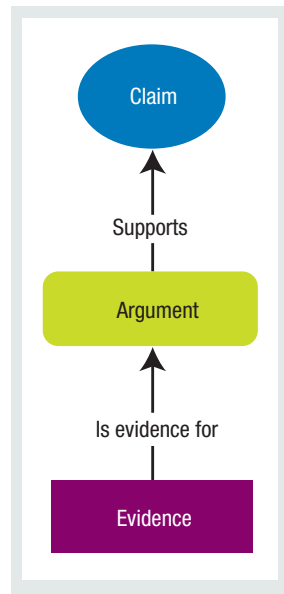 Claim
Supports
Argument
Is evidence for
Evidence